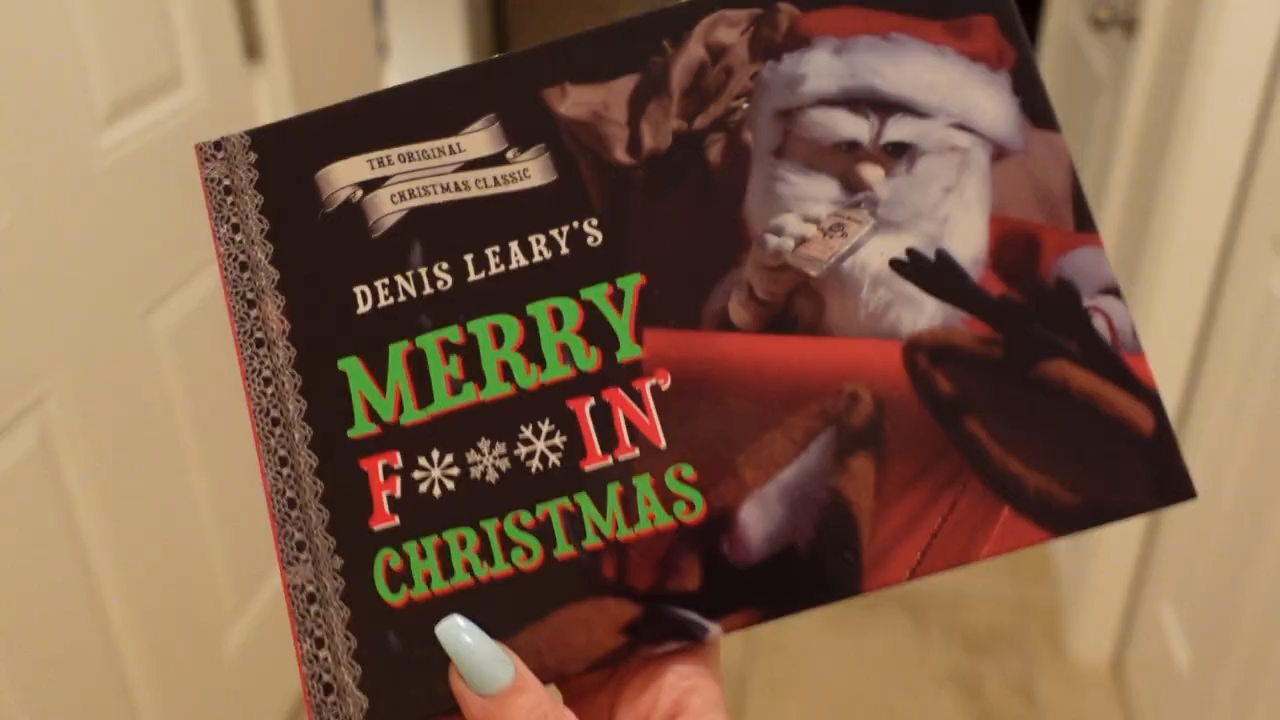 THE ORIGINAL
CHRISTMAS CLASSIC
DENIS LEARY'S
MERRY
F***IN'
CHRISTMAS